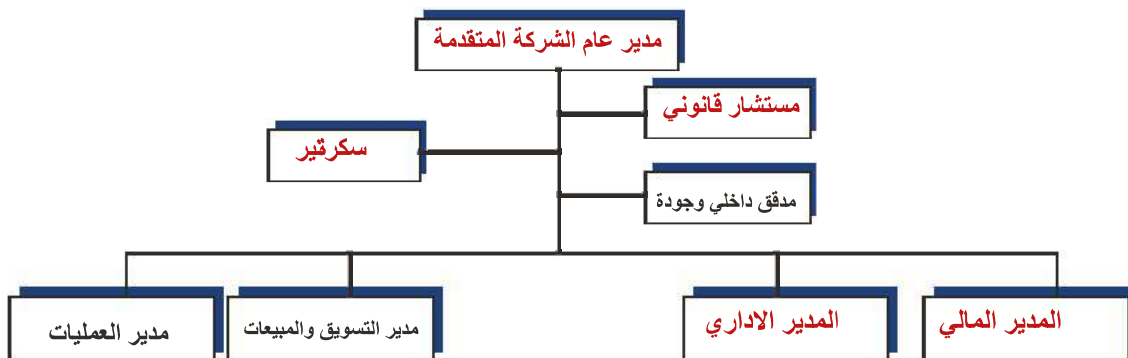 مدير عام الشركة المتقدمة
مستشار قانوني
سكرتير
مدقق داخلي وجودة
المدير المالي
المدير الاداري
مدير التسويق والمبيعات
مدير العمليات